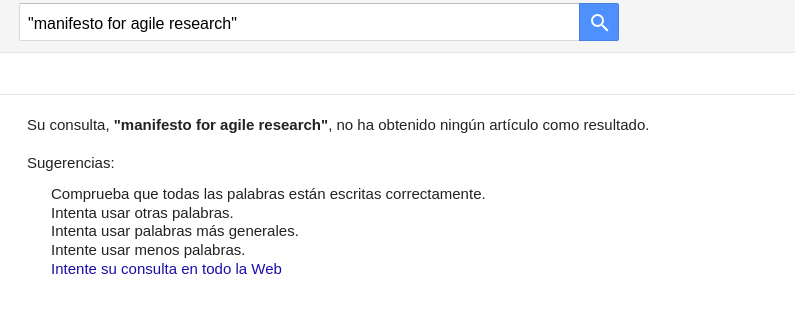 "manifesto for agile research"
Su consulta, "manifesto for agile research", no ha obtenido ningún artículo como resultado.
Sugerencias:
Comprueba que todas las palabras están escritas correctamente.
Intenta usar otras palabras.
Intenta usar palabras más generales.
Intente usar menos palabras.
Intente su consulta en todo la Web